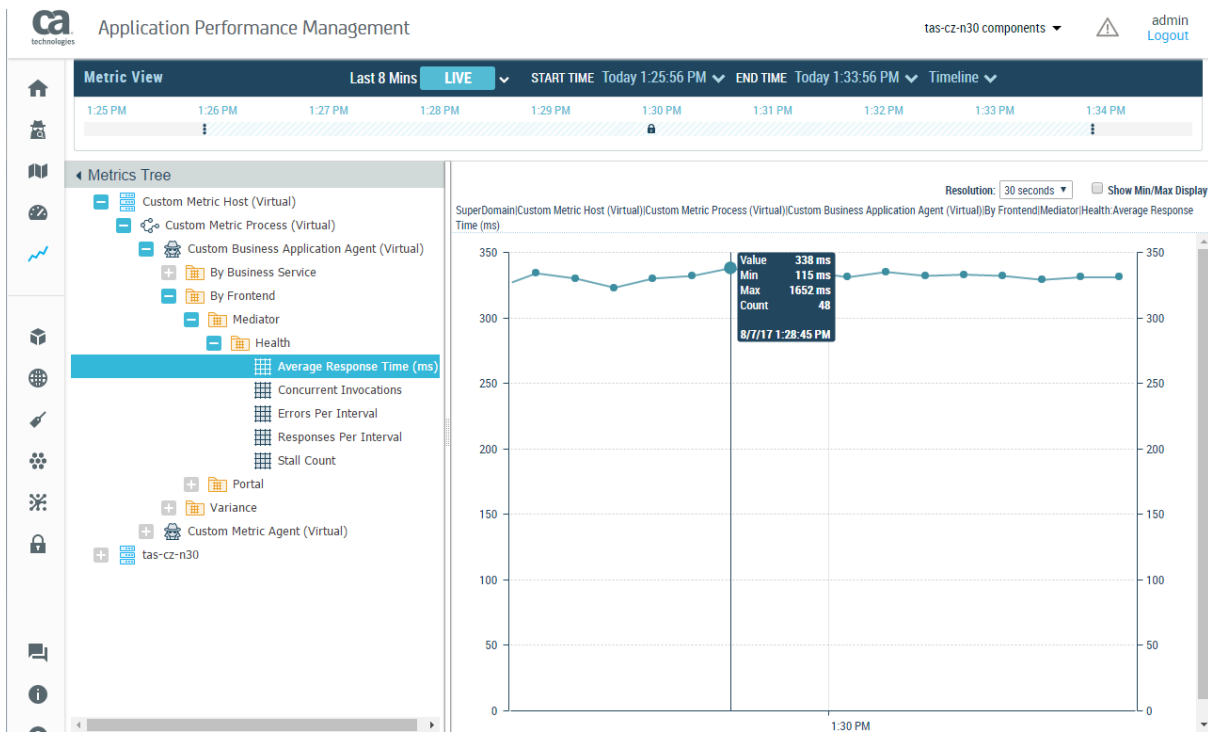 ca
technologies
Application Performance Management
tas-cz-n30 components
admin
Logout
Metric View
Last 8 Mins LIVE START TIME Today 1:25:56 PM END TIME Today 1:33:56 PM Timeline
1:25 PM 1:26 PM 1:27 PM 1:28 PM 1:29 PM 1:30 PM 1:31 PM 1:32 PM 1:33 PM 1:34 PM
Metrics Tree
Custom Metric Host (Virtual)
Custom Metric Process (Virtual)
Custom Business Application Agent (Virtual)
By Business Service
By Frontend
Mediator
Health
Average Response Time (ms)
Concurrent Invocations
Errors Per Interval
Responses Per Interval
Stall Count
Portal
Variance
Custom Metric Agent (Virtual)
tas-cz-n30
Resolution: 30 seconds Show Min/Max Display
SuperDomain|Custom Metric Host (Virtual)|Custom Metric Process (Virtual)|Custom Business Application Agent (Virtual)|By Frontend|Mediator|Health:Average Response
Time (ms)
350 350
Value 338 ms
Min 115 ms
Max 1652 ms
Count 48
8/7/17 1:28:45 PM
300 300
250 250
200 200
150 150
100 100
50 50
0 0
1:30 PM